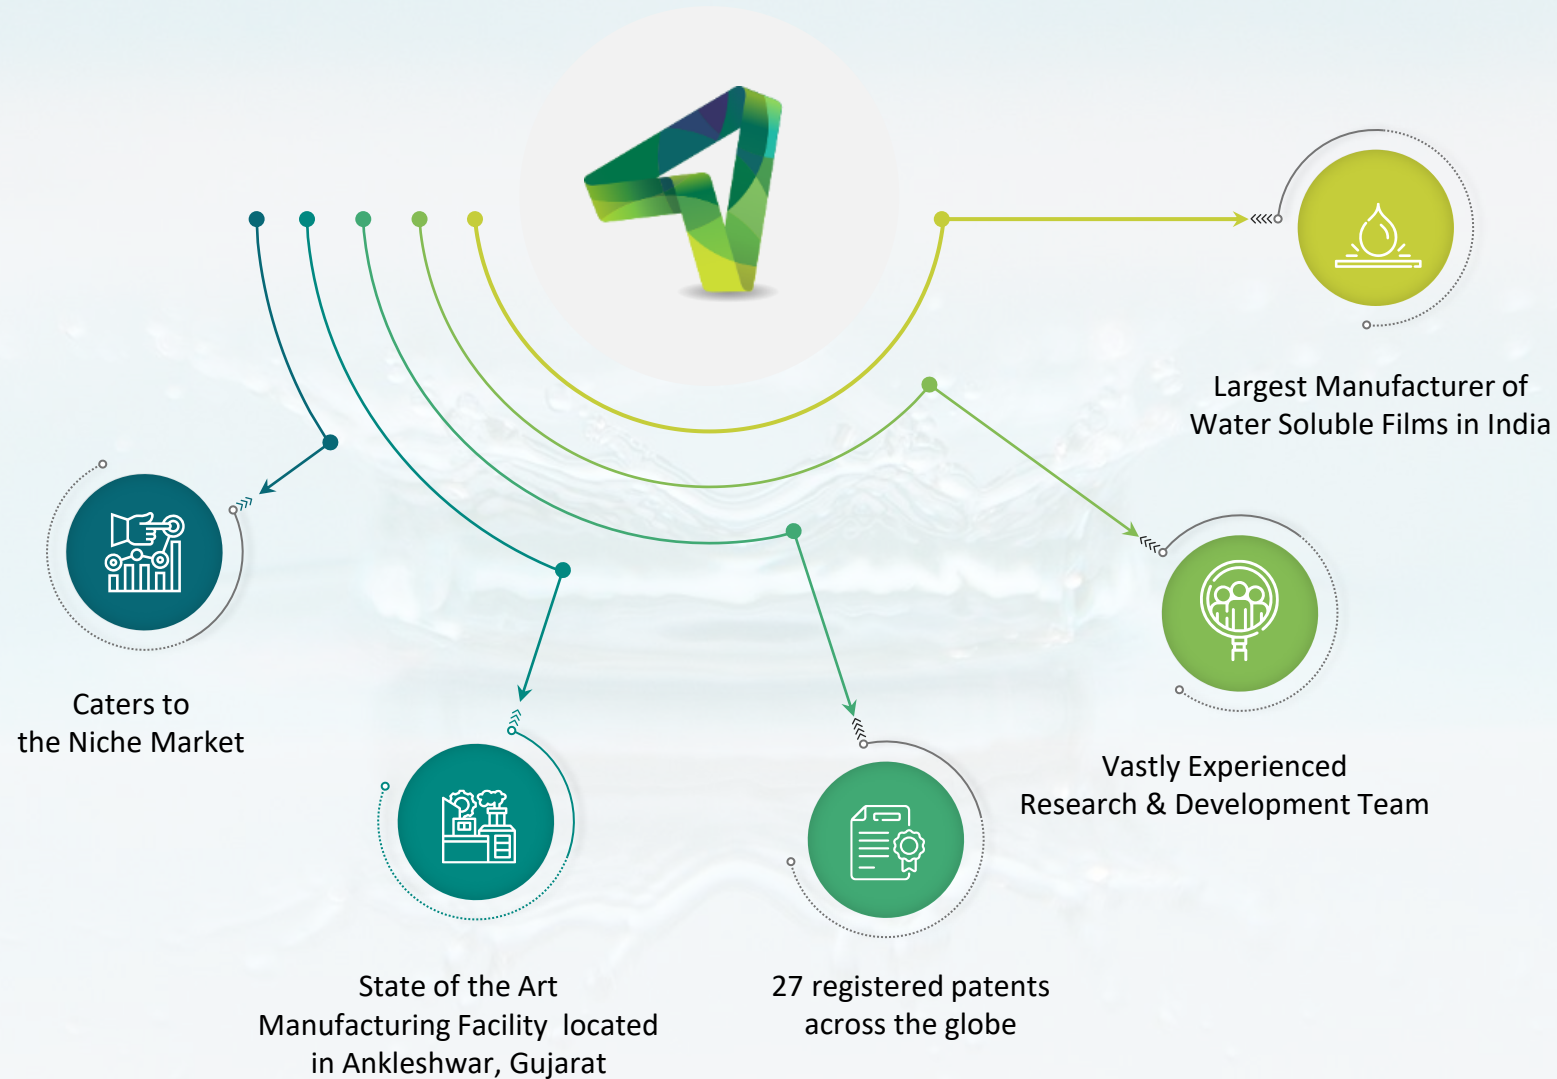 Largest Manufacturer of
Water Soluble Films in India
Caters to
the Niche Market
Vastly Experienced
Research & Development Team
State of the Art
Manufacturing Facility  located
in Ankleshwar, Gujarat
27 registered patents
across the globe